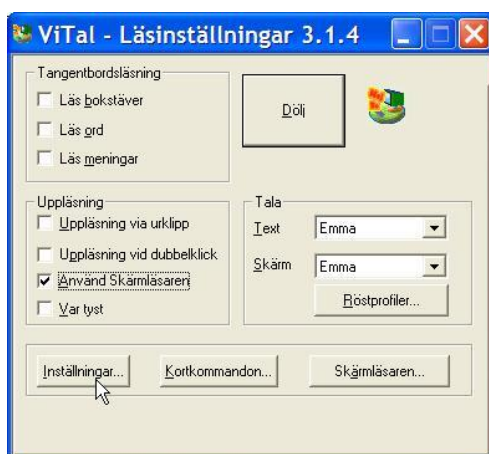 ViTal - Läsinställningar 3.1.4
Tangentbordsläsning
Läs bokstäver
Läs ord
Läs meningar
Dölj
Uppläsning
Uppläsning via urklipp
Uppläsning vid dubbelklick
Använd Skärmläsaren
Var tyst
Tala
Text Emma
Skärm Emma
Röstprofiler...
Inställningar... Kortkommandon... Skärmläsaren...